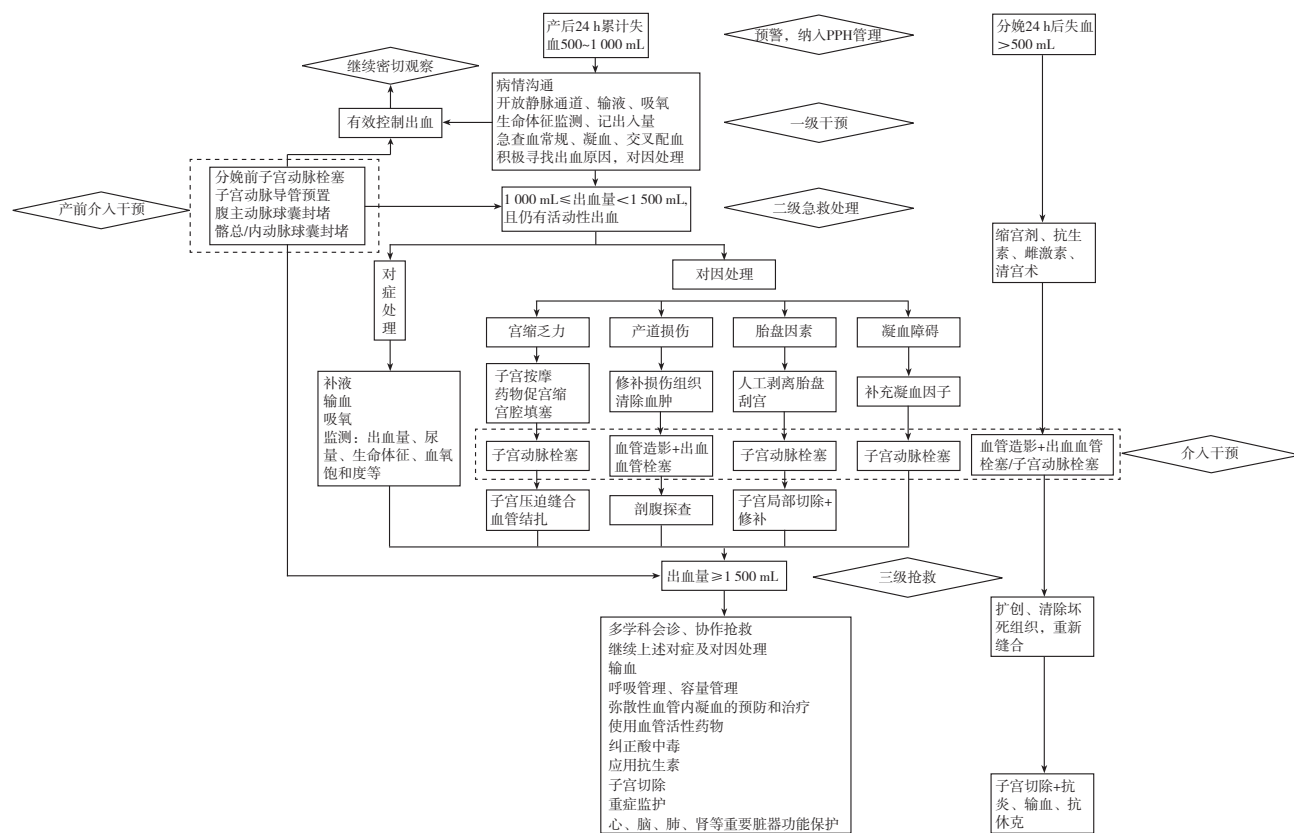 产后24 h累计失
血500~1 000 mL
预警，纳入PPH管理
分娩24 h后失血
＞500 mL
继续密切观察
病情沟通
开放静脉通道、输液、吸氧
生命体征监测、记出入量
急查血常规、凝血、交叉配血
积极寻找出血原因，对因处理
有效控制出血
一级干预
分娩前子宫动脉栓塞
子宫动脉导管预置
腹主动脉球囊封堵
髂总/内动脉球囊封堵
产前介入干预
1 000 mL≤出血量＜1 500 mL,
且仍有活动性出血
二级急救处理
缩宫剂、抗生
素、雌激素、
清宫术
对
症
处
理
对因处理
宫缩乏力
产道损伤
胎盘因素
凝血障碍
补液
输血
吸氧
监测：出血量、尿
量、生命体征、血氧
饱和度等
子宫按摩
药物促宫缩
宫腔填塞
修补损伤组织
清除血肿
人工剥离胎盘
刮宫
补充凝血因子
子宫动脉栓塞
血管造影+出血
血管栓塞
子宫动脉栓塞
子宫动脉栓塞
血管造影+出血血管
栓塞/子宫动脉栓塞
介入干预
子宫压迫缝合
血管结扎
剖腹探查
子宫局部切除+
修补
出血量≥1 500 mL
三级抢救
扩创、清除坏
死组织，重新
缝合
多学科会诊、协作抢救
继续上述对症及对因处理
输血
呼吸管理、容量管理
弥散性血管内凝血的预防和治疗
使用血管活性药物
纠正酸中毒
应用抗生素
子宫切除
重症监护
心、脑、肺、肾等重要脏器功能保护
子宫切除+抗
炎、输血、抗
休克